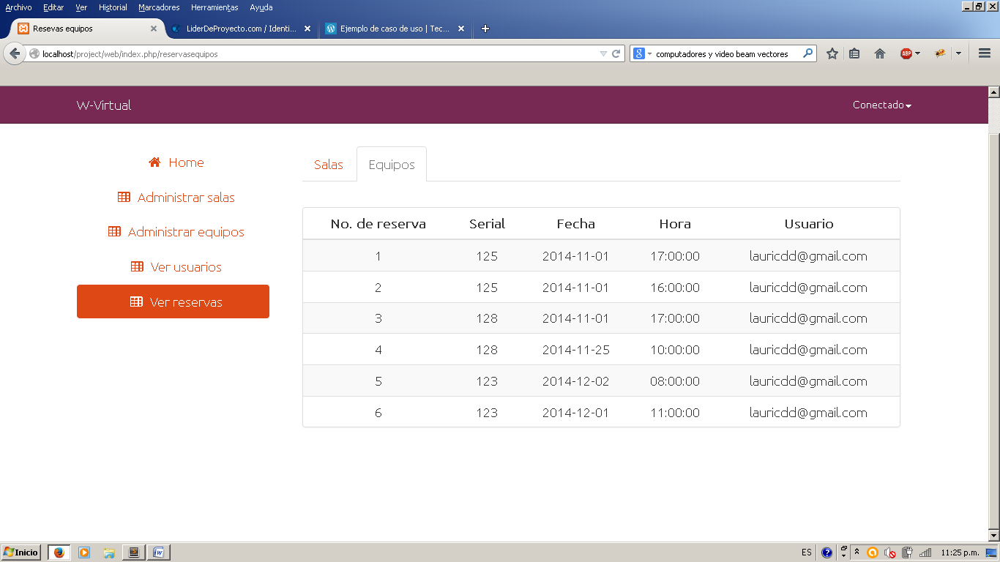 Archivo Editar Ver Historial Marcadores Herramientas Ayuda
Resevas equipos LiderDeProyecto.com / Identi... Ejemplo de caso de uso | Tec...
localhost/project/web/index.php/reservasequipos computadores y video beam vectores ABP
W-Virtual Conectado
Home
Administrar salas
Administrar equipos
Ver usuarios
Ver reservas
Salas Equipos
No. de reserva Serial Fecha Hora Usuario
1 125 2014-11-01 17:00:00 lauricdd@gmail.com
2 125 2014-11-01 16:00:00 lauricdd@gmail.com
3 128 2014-11-01 17:00:00 lauricdd@gmail.com
4 128 2014-11-25 10:00:00 lauricdd@gmail.com
5 123 2014-12-02 08:00:00 lauricdd@gmail.com
6 123 2014-12-01 11:00:00 lauricdd@gmail.com
Inicio ES 11:25 p.m.